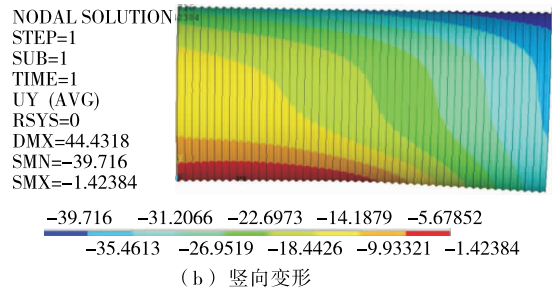 NODAL SOLUTION
STEP=1
SUB=1
TIME=1
UY (AVG)
RSYS=0
DMX=44.4318
SMN=-39.716
SMX=-1.42384
-39.716 -31.2066 -22.6973 -14.1879 -5.67852
-35.4613 -26.9519 -18.4426 -9.93321 -1.42384
（b）竖向变形